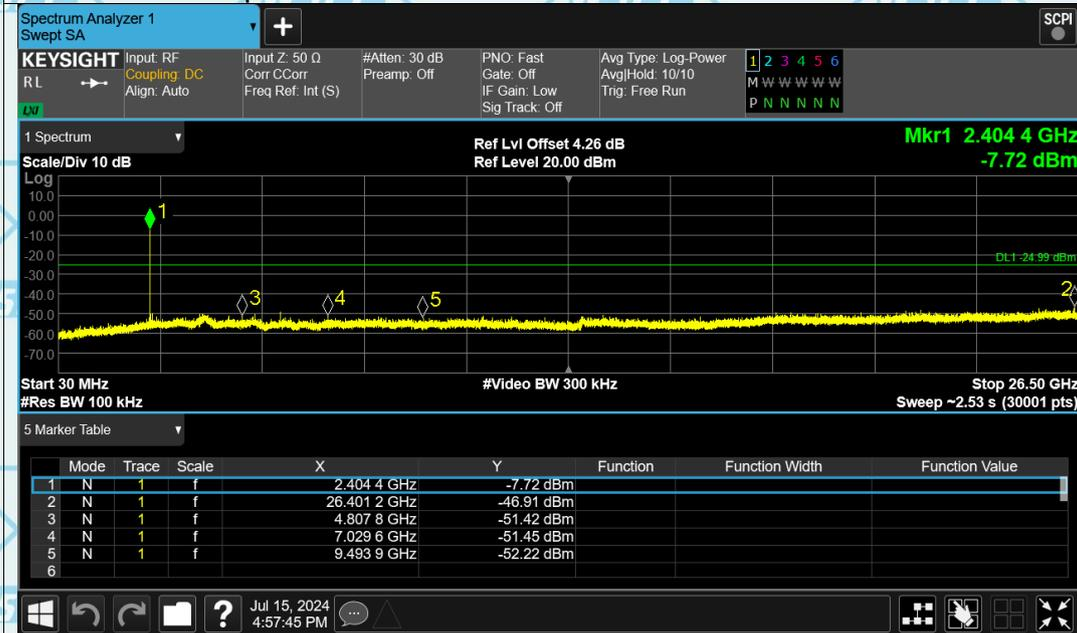 Spectrum Analyzer 1
Swept SA
+
SCPI
KEYSIGHT Input: RF Input Z: 50 Ω #Atten: 30 dB PNO: Fast Avg Type: Log-Power 1 2 3 4 5 6
RL Coupling: DC Corr CCorr Preamp: Off Gate: Off Avg|Hold: 10/10 M W W W W W
Align: Auto Freq Ref: Int (S) IF Gain: Low Trig: Free Run P N N N N N
LXI Sig Track: Off
1 Spectrum Ref Lvl Offset 4.26 dB Mkr1 2.404 4 GHz
Scale/Div 10 dB Ref Level 20.00 dBm -7.72 dBm
Log
10.0
0.00
-10.0
-20.0
-30.0
-40.0
-50.0
-60.0
-70.0
1
DL1 -24.99 dBm
3 4 5 2
Start 30 MHz #Video BW 300 kHz Stop 26.50 GHz
#Res BW 100 kHz Sweep ~2.53 s (30001 pts)
5 Marker Table
Mode Trace Scale X Y Function Function Width Function Value
1 N 1 f 2.404 4 GHz -7.72 dBm
2 N 1 f 26.401 2 GHz -46.91 dBm
3 N 1 f 4.807 8 GHz -51.42 dBm
4 N 1 f 7.029 6 GHz -51.45 dBm
5 N 1 f 9.493 9 GHz -52.22 dBm
6
?
Jul 15, 2024
4:57:45 PM